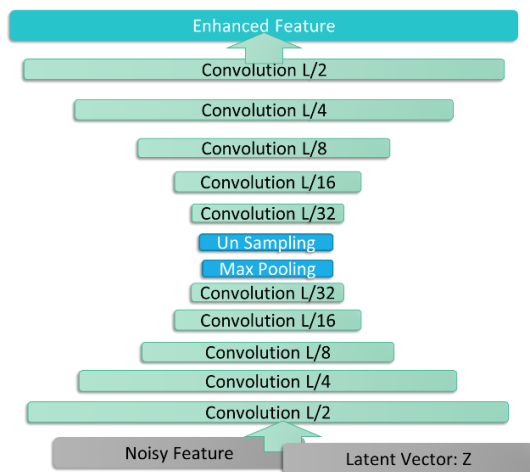 Enhanced Feature
Convolution L/2
Convolution L/4
Convolution L/8
Convolution L/16
Convolution L/32
Un Sampling
Max Pooling
Convolution L/32
Convolution L/16
Convolution L/8
Convolution L/4
Convolution L/2
Noisy Feature
Latent Vector: Z